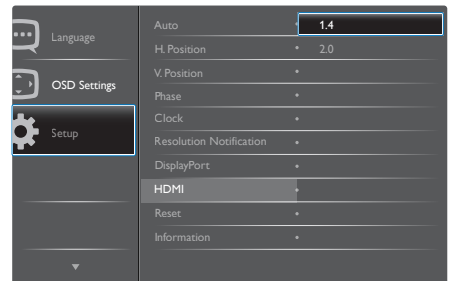 Language
OSD Settings
Setup
Auto
H. Position
V. Position
Phase
Clock
Resolution Notification
DisplayPort
HDMI
Reset
Information
1.4
2.0